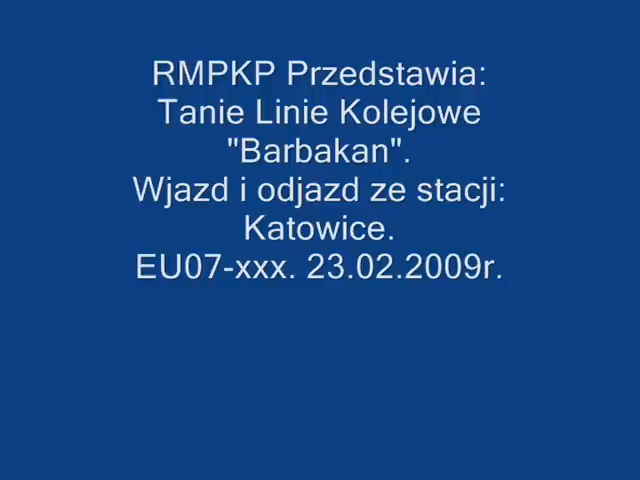 RMPKP Przedstawia:
Tanie Linie Kolejowe
"Barbakan".
Wjazd i odjazd ze stacji:
Katowice.
EU07-xxx. 23.02.2009r.